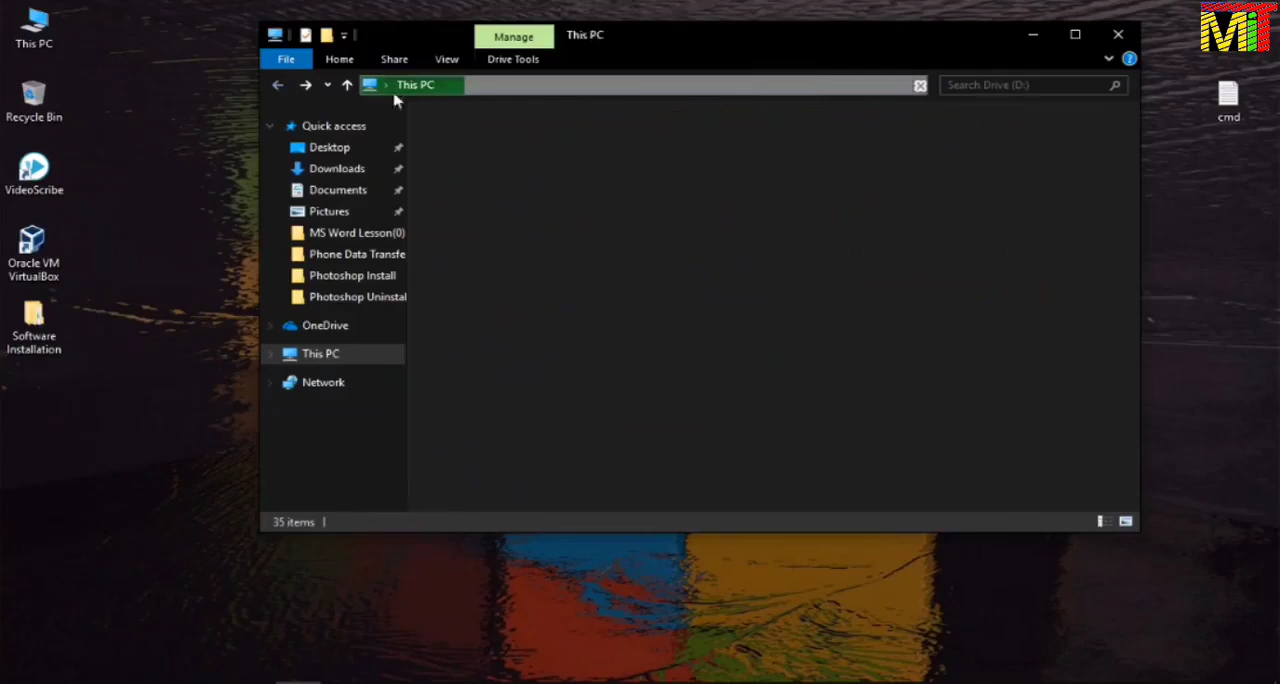 This PC
Recycle Bin
VideoScribe
Oracle VM
VirtualBox
Software
Installation
Manage
This PC
File
Home
Share
View
Drive Tools
This PC
Search Drive (D:)
Quick access
Desktop
Downloads
Documents
Pictures
MS Word Lesson(0)
Phone Data Transfe
Photoshop Install
Photoshop Uninstal
OneDrive
This PC
Network
35 items
MiT
cmd